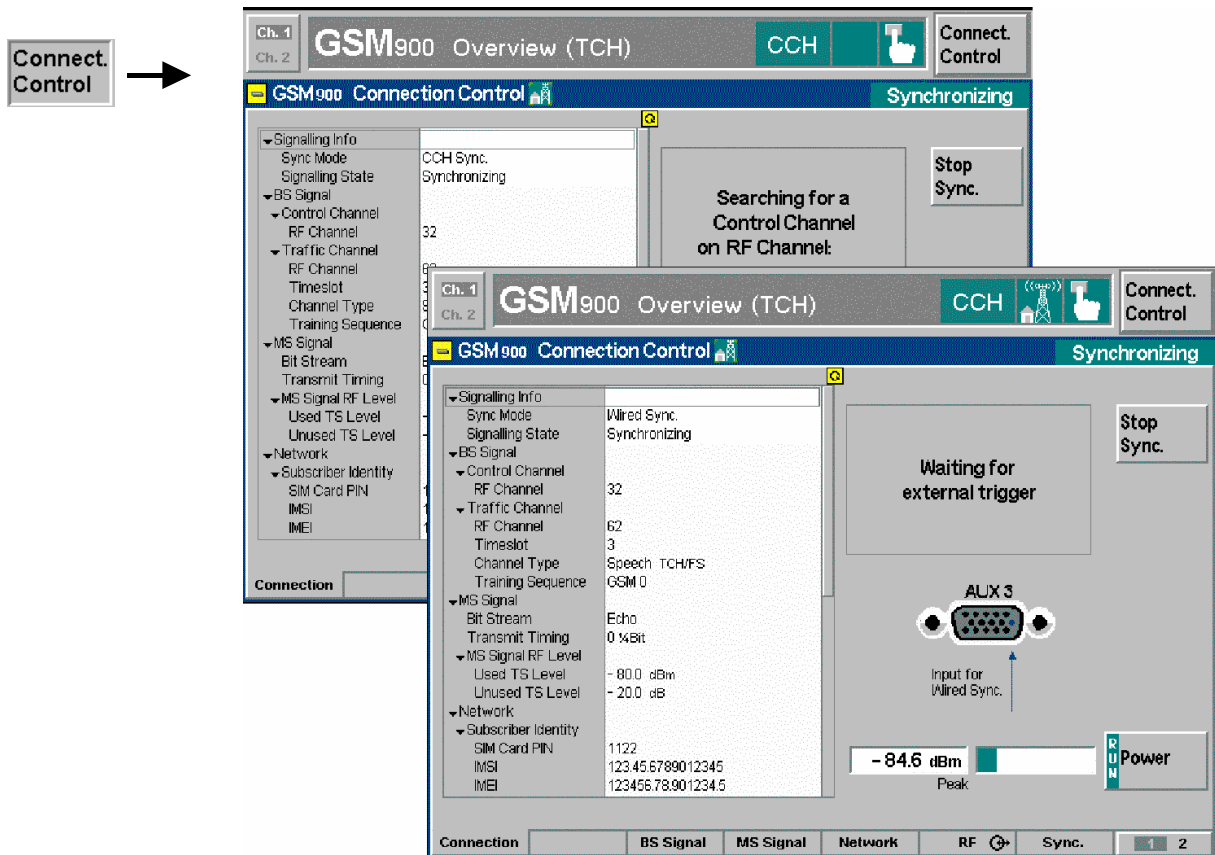 Connect.
Control
Ch. 1
Ch. 2
GSM900 Overview (TCH)
CCH
Connect.
Control
GSM900 Connection Control
Synchronizing
Signalling Info
Sync Mode CCH Sync.
Signalling State Synchronizing
BS Signal
Control Channel
RF Channel 32
Traffic Channel
RF Channel
Timeslot
Channel Type
Training Sequence
MS Signal
Bit Stream
Transmit Timing
MS Signal RF Level
Used TS Level
Unused TS Level
Network
Subscriber Identity
SIM Card PIN
IMSI
IMEI
Searching for a
Control Channel
on RF Channel:
Stop
Sync.
Connection
Ch. 1
Ch. 2
GSM900 Overview (TCH)
CCH
Connect.
Control
GSM900 Connection Control
Synchronizing
Signalling Info
Sync Mode Wired Sync.
Signalling State Synchronizing
BS Signal
Control Channel
RF Channel 32
Traffic Channel
RF Channel 62
Timeslot 3
Channel Type Speech TCH/FS
Training Sequence GSM 0
MS Signal
Bit Stream Echo
Transmit Timing 0 ¼Bit
MS Signal RF Level
Used TS Level - 80.0 dBm
Unused TS Level - 20.0 dB
Network
Subscriber Identity
SIM Card PIN 1122
IMSI 123.45.6789012345
IMEI 123456.78.901234.5
Waiting for
external trigger
Stop
Sync.
AUX 3
Input for
Wired Sync.
- 84.6 dBm
Peak
RUN
Power
Connection BS Signal MS Signal Network RF Sync. 1 2